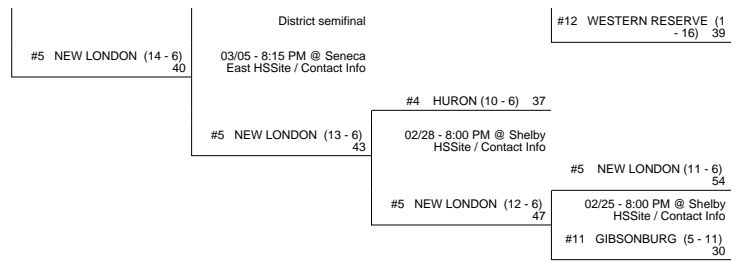 District semifinal
#12 WESTERN RESERVE (1
- 16) 39
#5 NEW LONDON (14 - 6)
40
03/05 - 8:15 PM @ Seneca
East HSSite / Contact Info
#4 HURON (10 - 6) 37
#5 NEW LONDON (13 - 6)
43
02/28 - 8:00 PM @ Shelby
HSSite / Contact Info
#5 NEW LONDON (11 - 6)
54
#5 NEW LONDON (12 - 6)
47
02/25 - 8:00 PM @ Shelby
HSSite / Contact Info
#11 GIBSONBURG (5 - 11)
30